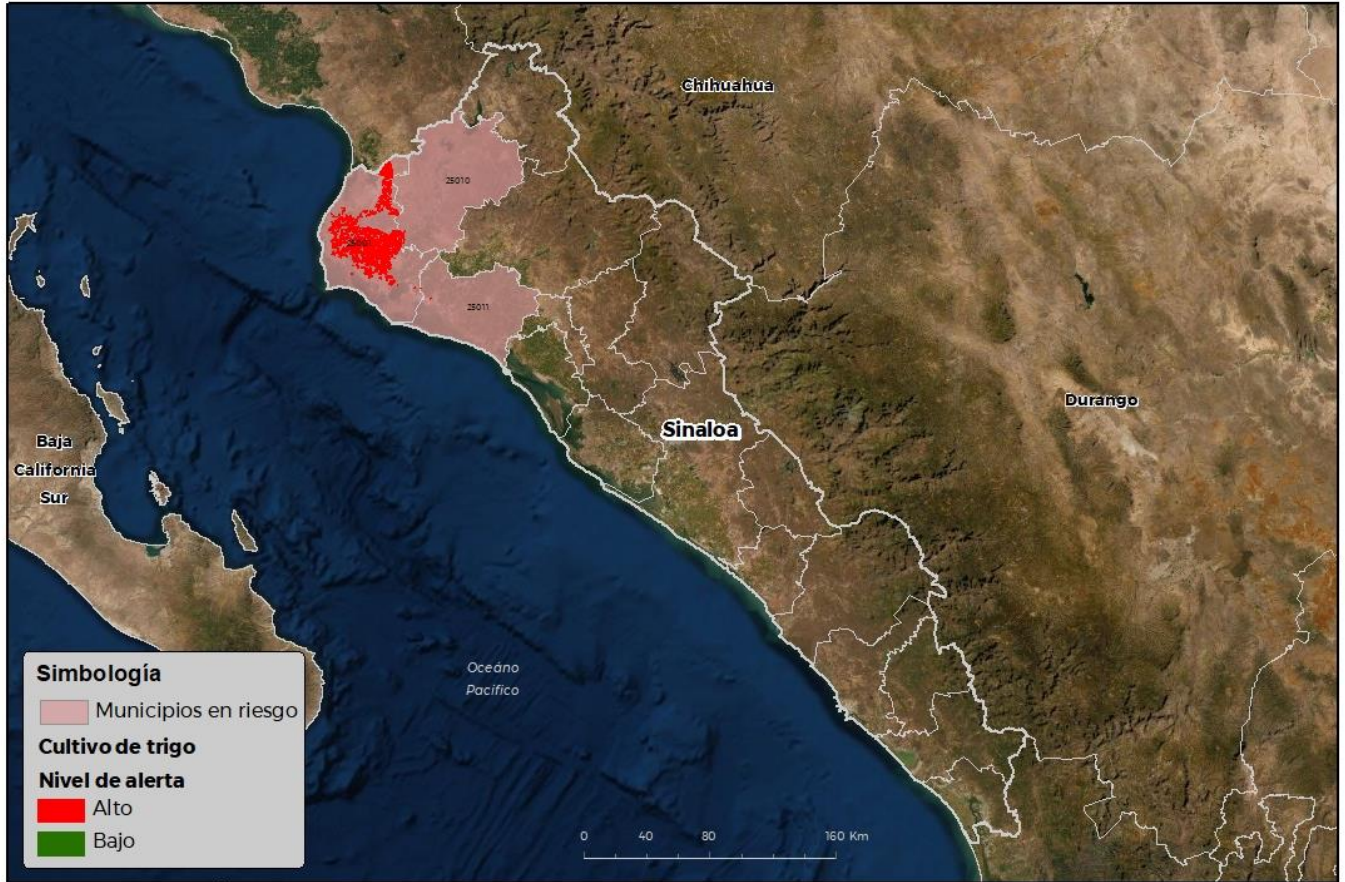 Chihuahua
25010
25011
Durango
Sinaloa
Baja
California
Sur
Oceáno
Pacifico
Simbología
Municipios en riesgo
Cultivo de trigo
Nivel de alerta
Alto
Bajo
0 40 80 160 Km